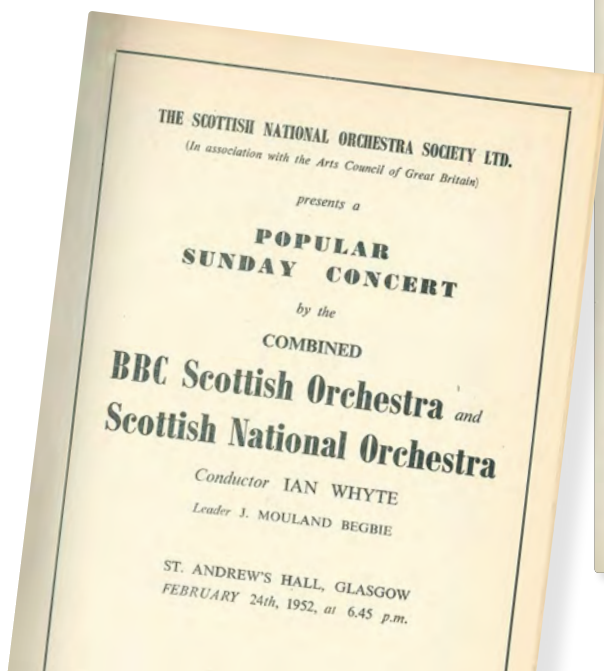 THE SCOTTISH NATIONAL ORCHESTRA SOCIETY LTD.
(In association with the Arts Council of Great Britain)
presents a
POPULAR
SUNDAY CONCERT
by the
COMBINED
BBC Scottish Orchestra and
Scottish National Orchestra
Conductor IAN WHYTE
Leader J. MOULAND BEGBIE
ST. ANDREW'S HALL, GLASGOW
FEBRUARY 24th, 1952, at 6.45 p.m.